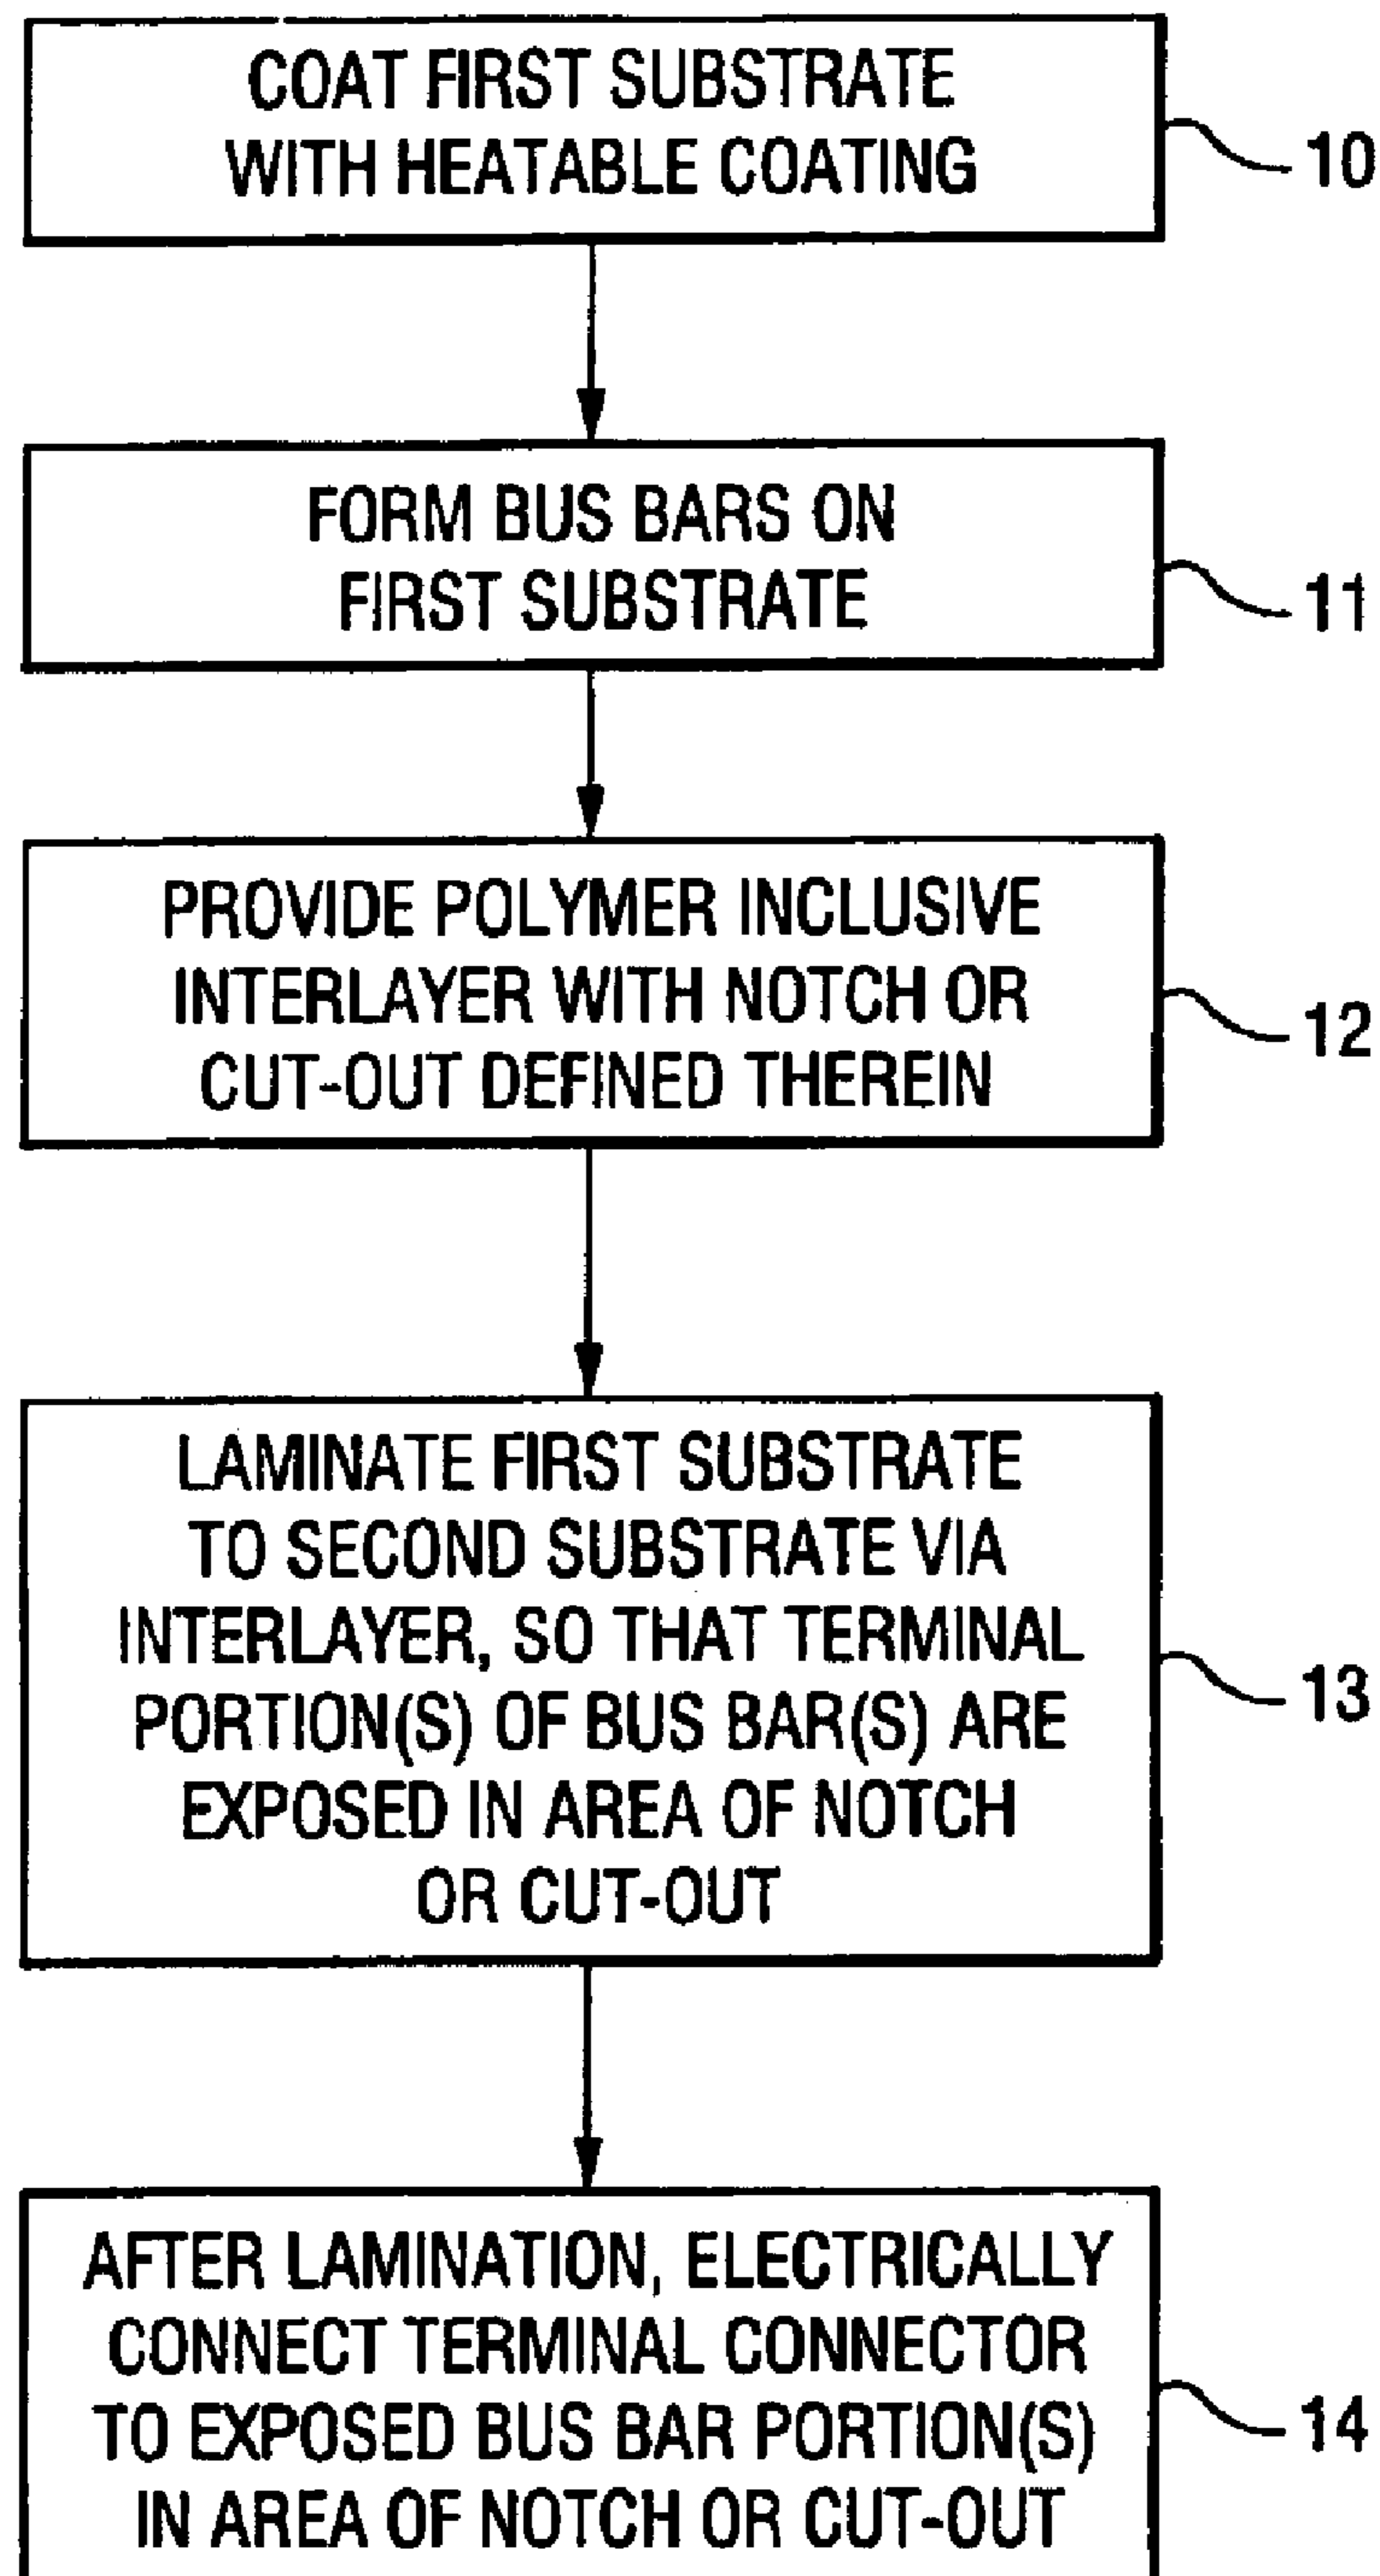 COAT FIRST SUBSTRATE
WITH HEATABLE COATING
10
FORM BUS BARS ON
FIRST SUBSTRATE
11
PROVIDE POLYMER INCLUSIVE
INTERLAYER WITH NOTCH OR
CUT-OUT DEFINED THEREIN
12
LAMINATE FIRST SUBSTRATE
TO SECOND SUBSTRATE VIA
INTERLAYER, SO THAT TERMINAL
PORTION(S) OF BUS BAR(S) ARE
EXPOSED IN AREA OF NOTCH
OR CUT-OUT
13
AFTER LAMINATION, ELECTRICALLY
CONNECT TERMINAL CONNECTOR
TO EXPOSED BUS BAR PORTION(S)
IN AREA OF NOTCH OR CUT-OUT
14